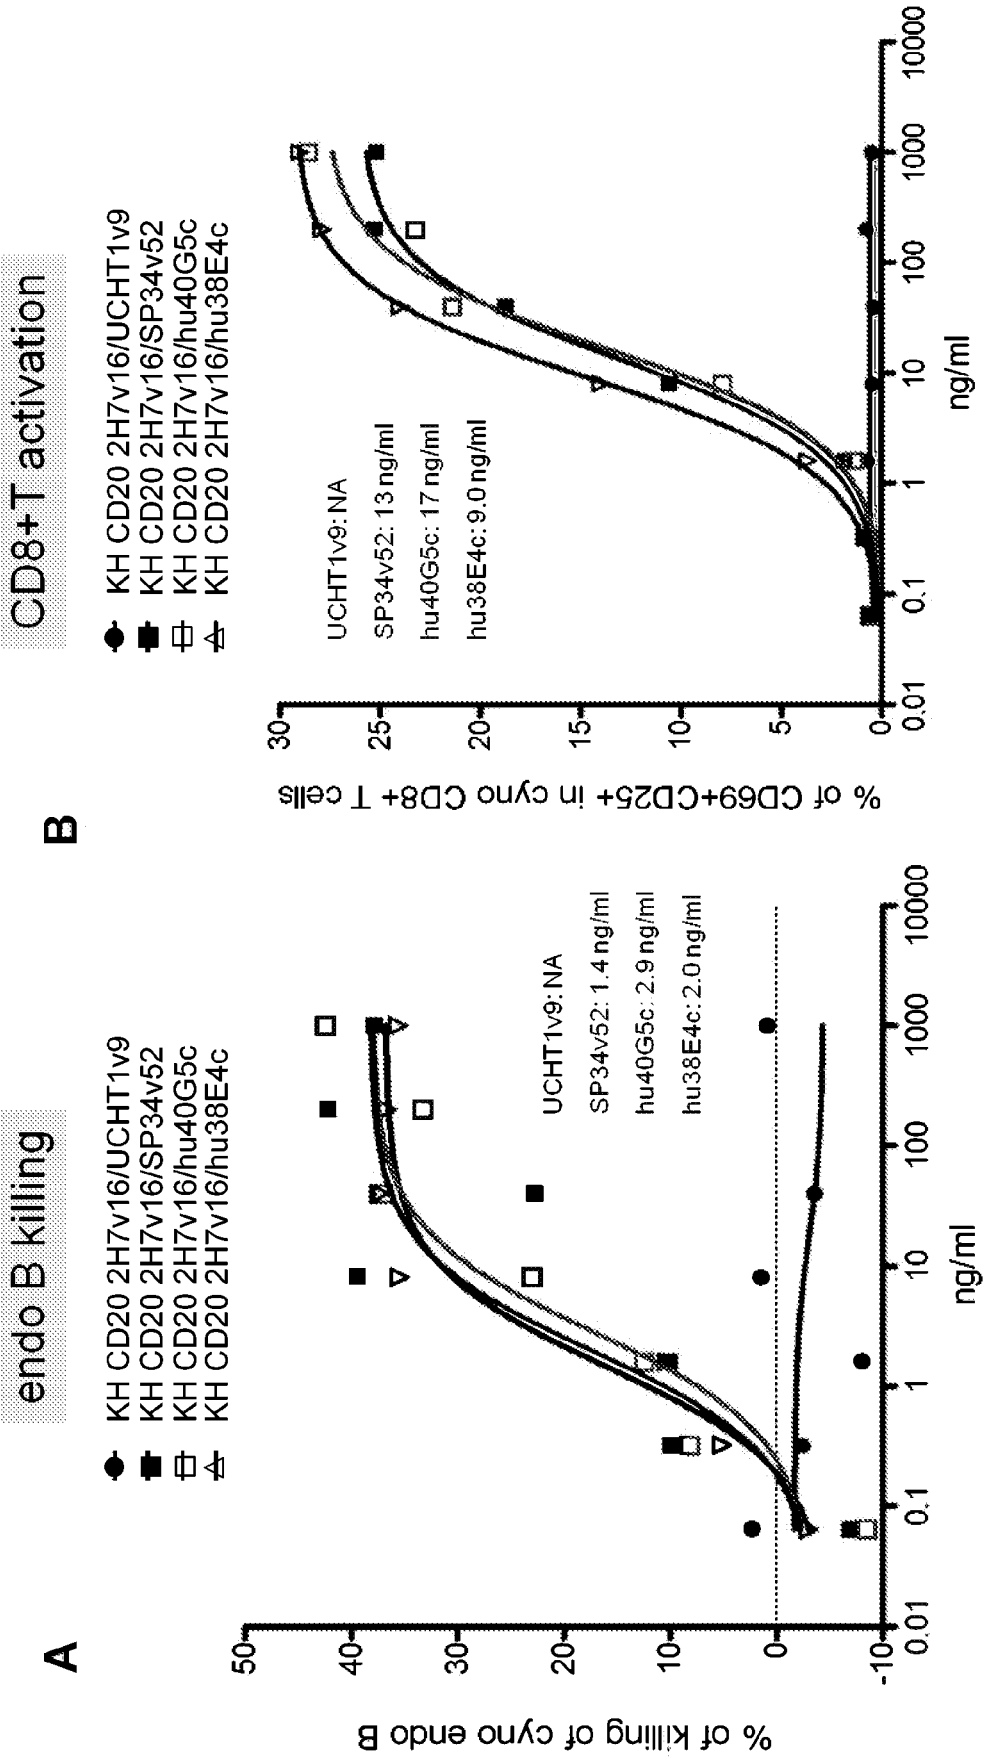 A
endo B killing
KH CD20 2H7v16/UCHT1v9
KH CD20 2H7v16/SP34v52
KH CD20 2H7v16/hu40G5c
KH CD20 2H7v16/hu38E4c
% of killing of cyno endo B
50
40
30
20
10
0
-10
UCHT1v9: NA
SP34v52: 1.4 ng/ml
hu40G5c: 2.9 ng/ml
hu38E4c: 2.0 ng/ml
0.01
0.1
1
10
100
1000
10000
ng/ml
B
CD8+T activation
KH CD20 2H7v16/UCHT1v9
KH CD20 2H7v16/SP34v52
KH CD20 2H7v16/hu40G5c
KH CD20 2H7v16/hu38E4c
% of CD69+CD25+ in cyno CD8+ T cells
30
25
20
15
10
5
0
UCHT1v9: NA
SP34v52: 13 ng/ml
hu40G5c: 17 ng/ml
hu38E4c: 9.0 ng/ml
0.01
0.1
1
10
100
1000
10000
ng/ml